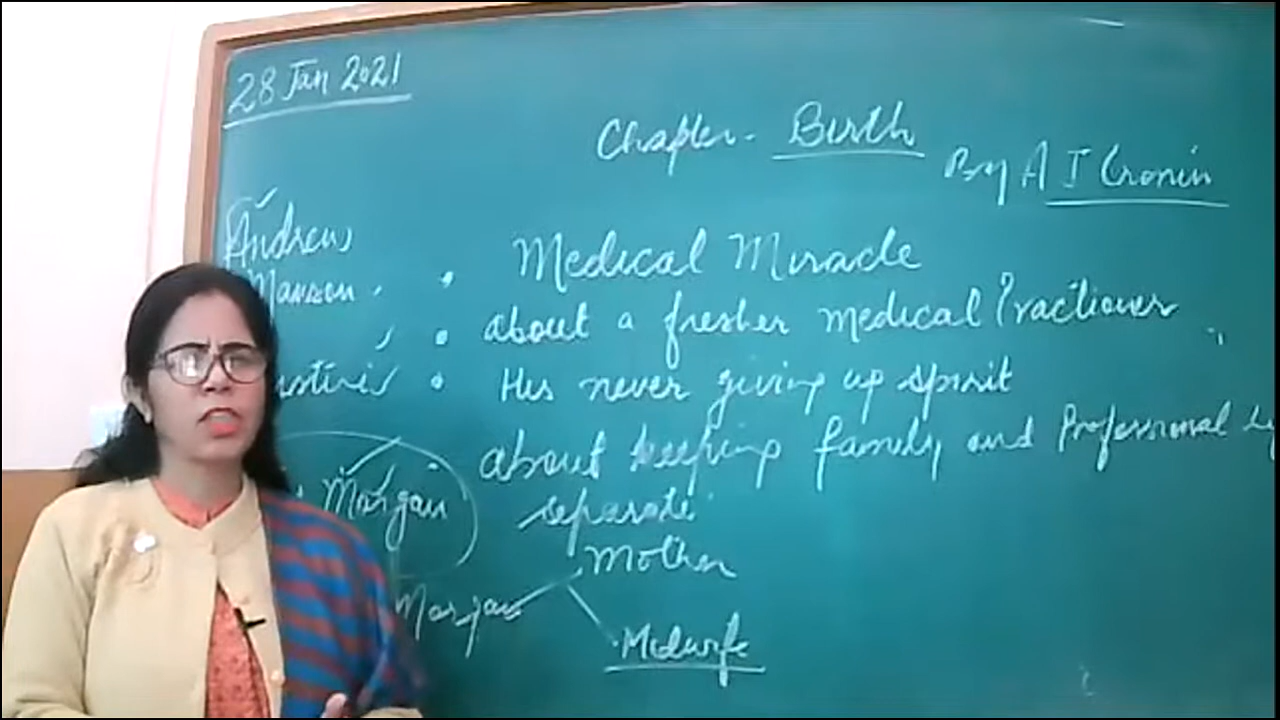 28 Jan 2021
Chapter - Birth
By A J Cronin
Andrew
Manson
• Medical Miracle
• about a fresher medical Practioner
• His never giving up spirit
about keeping family and Professional
separate
Morgan
Mother
Morgan
Midwife